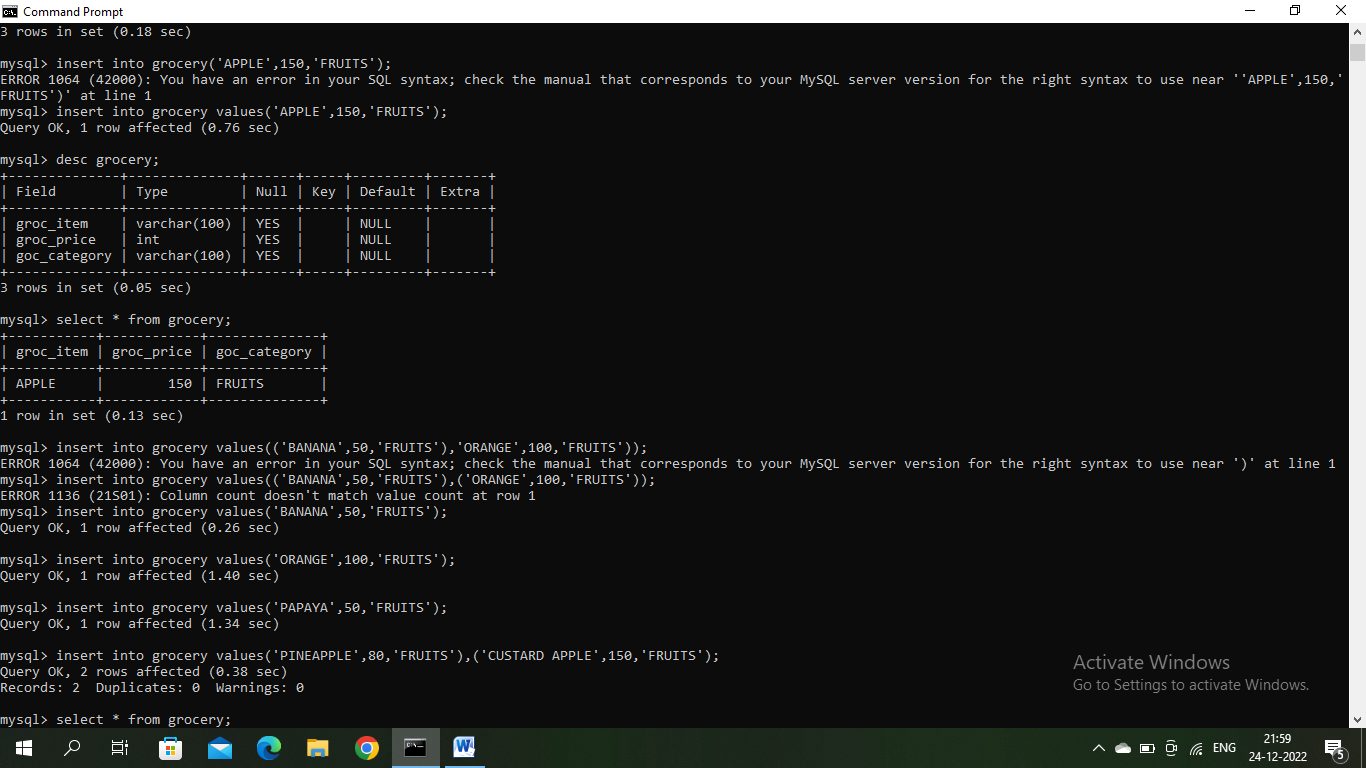 Command Prompt
3 rows in set (0.18 sec)
mysql> insert into grocery('APPLE',150,'FRUITS');
ERROR 1064 (42000): You have an error in your SQL syntax; check the manual that corresponds to your MySQL server version for the right syntax to use near ''APPLE',150,'
FRUITS')' at line 1
mysql> insert into grocery values('APPLE',150,'FRUITS');
Query OK, 1 row affected (0.76 sec)
mysql> desc grocery;
+--------------+--------------+------+-----+---------+-------+
| Field        | Type         | Null | Key | Default | Extra |
+--------------+--------------+------+-----+---------+-------+
| groc_item    | varchar(100) | YES  |     | NULL    |       |
| groc_price   | int          | YES  |     | NULL    |       |
| goc_category | varchar(100) | YES  |     | NULL    |       |
+--------------+--------------+------+-----+---------+-------+
3 rows in set (0.05 sec)
mysql> select * from grocery;
+-----------+------------+--------------+
| groc_item | groc_price | goc_category |
+-----------+------------+--------------+
| APPLE     |        150 | FRUITS       |
+-----------+------------+--------------+
1 row in set (0.13 sec)
mysql> insert into grocery values(('BANANA',50,'FRUITS'),'ORANGE',100,'FRUITS'));
ERROR 1064 (42000): You have an error in your SQL syntax; check the manual that corresponds to your MySQL server version for the right syntax to use near ')' at line 1
mysql> insert into grocery values(('BANANA',50,'FRUITS'),('ORANGE',100,'FRUITS'));
ERROR 1136 (21S01): Column count doesn't match value count at row 1
mysql> insert into grocery values('BANANA',50,'FRUITS');
Query OK, 1 row affected (0.26 sec)
mysql> insert into grocery values('ORANGE',100,'FRUITS');
Query OK, 1 row affected (1.40 sec)
mysql> insert into grocery values('PAPAYA',50,'FRUITS');
Query OK, 1 row affected (1.34 sec)
mysql> insert into grocery values('PINEAPPLE',80,'FRUITS'),('CUSTARD APPLE',150,'FRUITS');
Query OK, 2 rows affected (0.38 sec)
Records: 2  Duplicates: 0  Warnings: 0
mysql> select * from grocery;
Activate Windows
Go to Settings to activate Windows.
ENG
21:59
24-12-2022
5